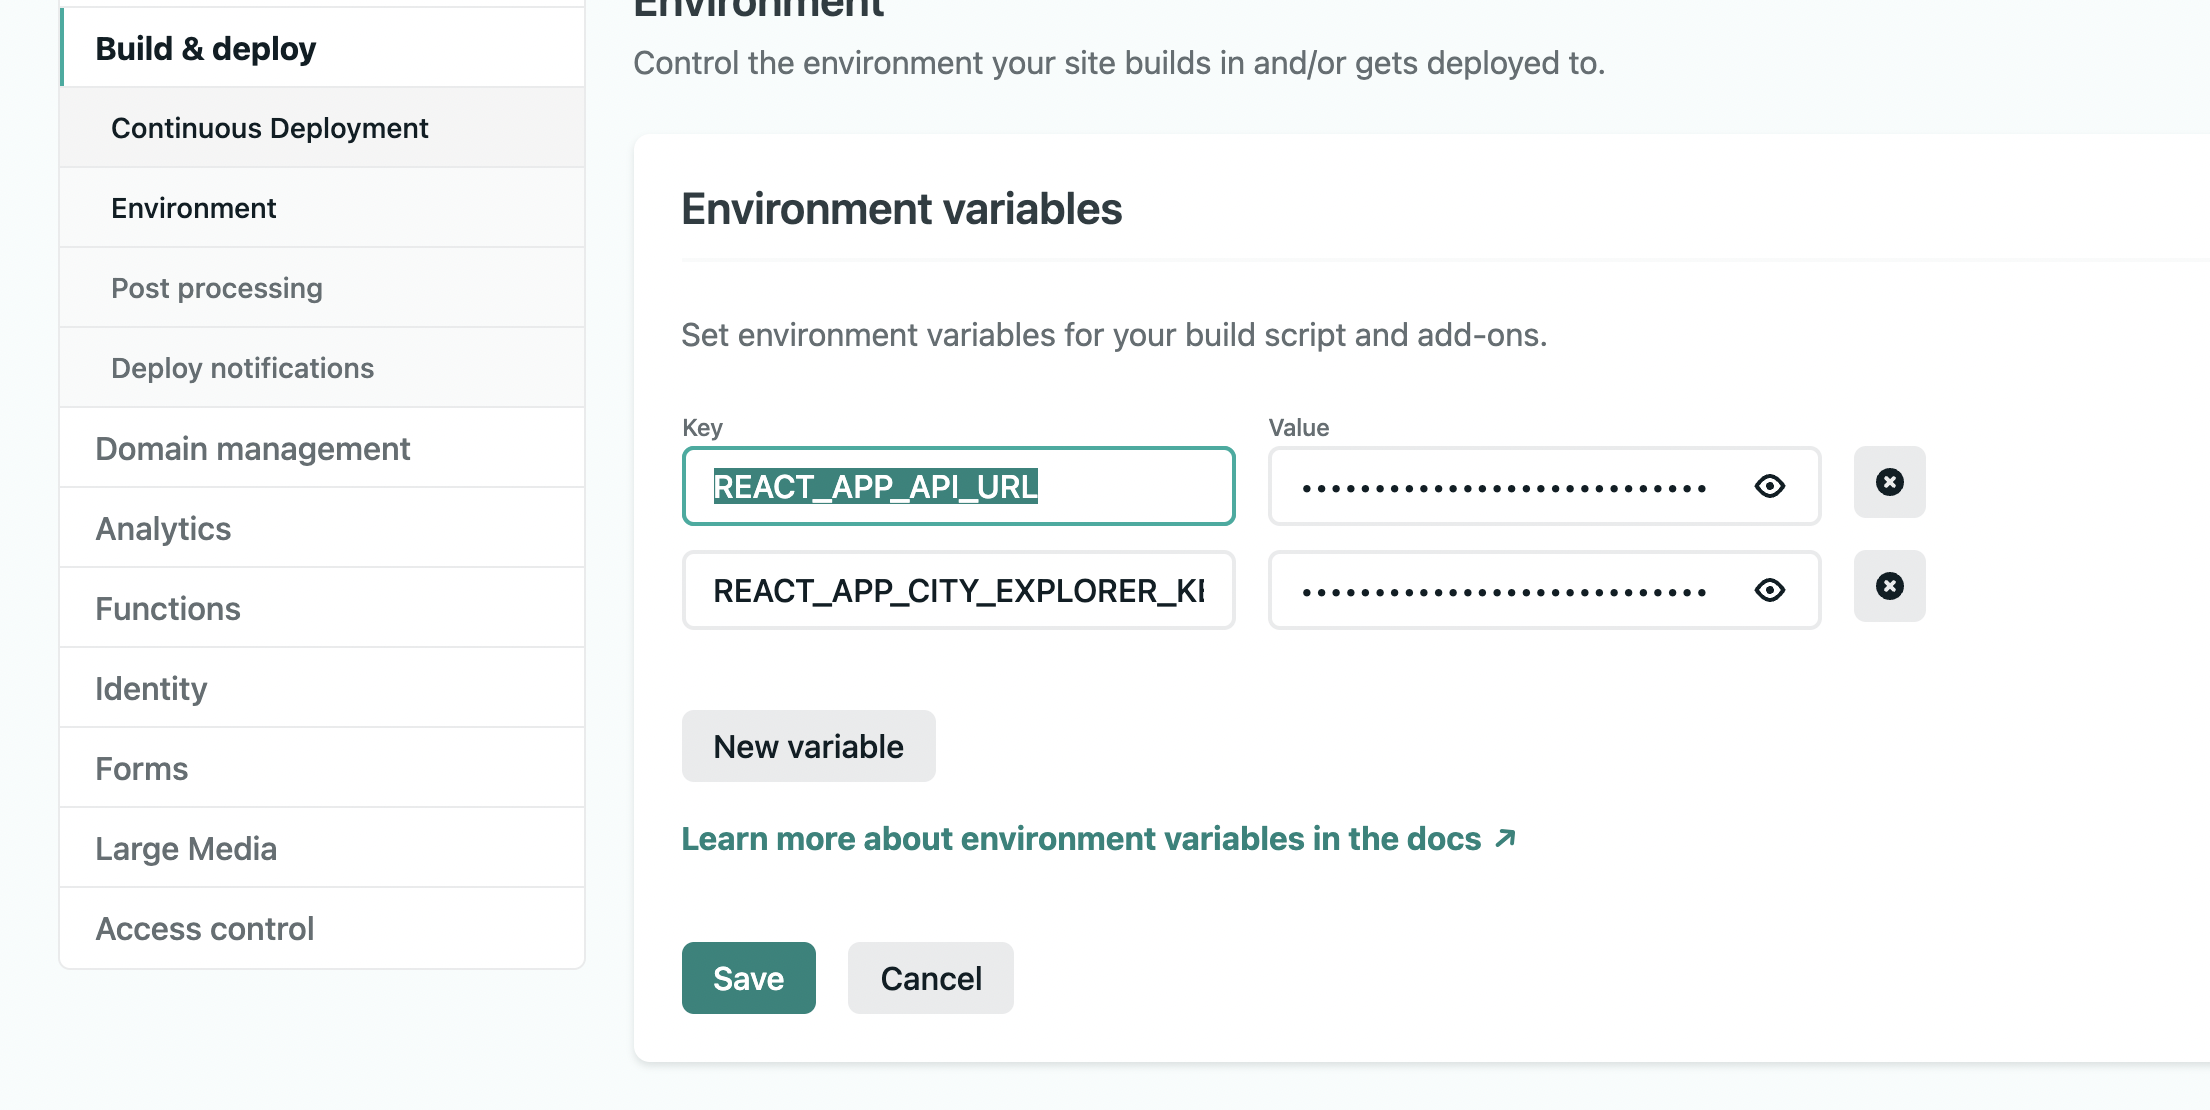 Build & deploy
Continuous Deployment
Environment
Post processing
Deploy notifications
Domain management
Analytics
Functions
Identity
Forms
Large Media
Access control
Environment
Control the environment your site builds in and/or gets deployed to.
Environment variables
Set environment variables for your build script and add-ons.
Key
Value
REACT_APP_API_URL
••••••••••••••••••••••••••••
REACT_APP_CITY_EXPLORER_KE
••••••••••••••••••••••••••••
New variable
Learn more about environment variables in the docs ↗
Save
Cancel